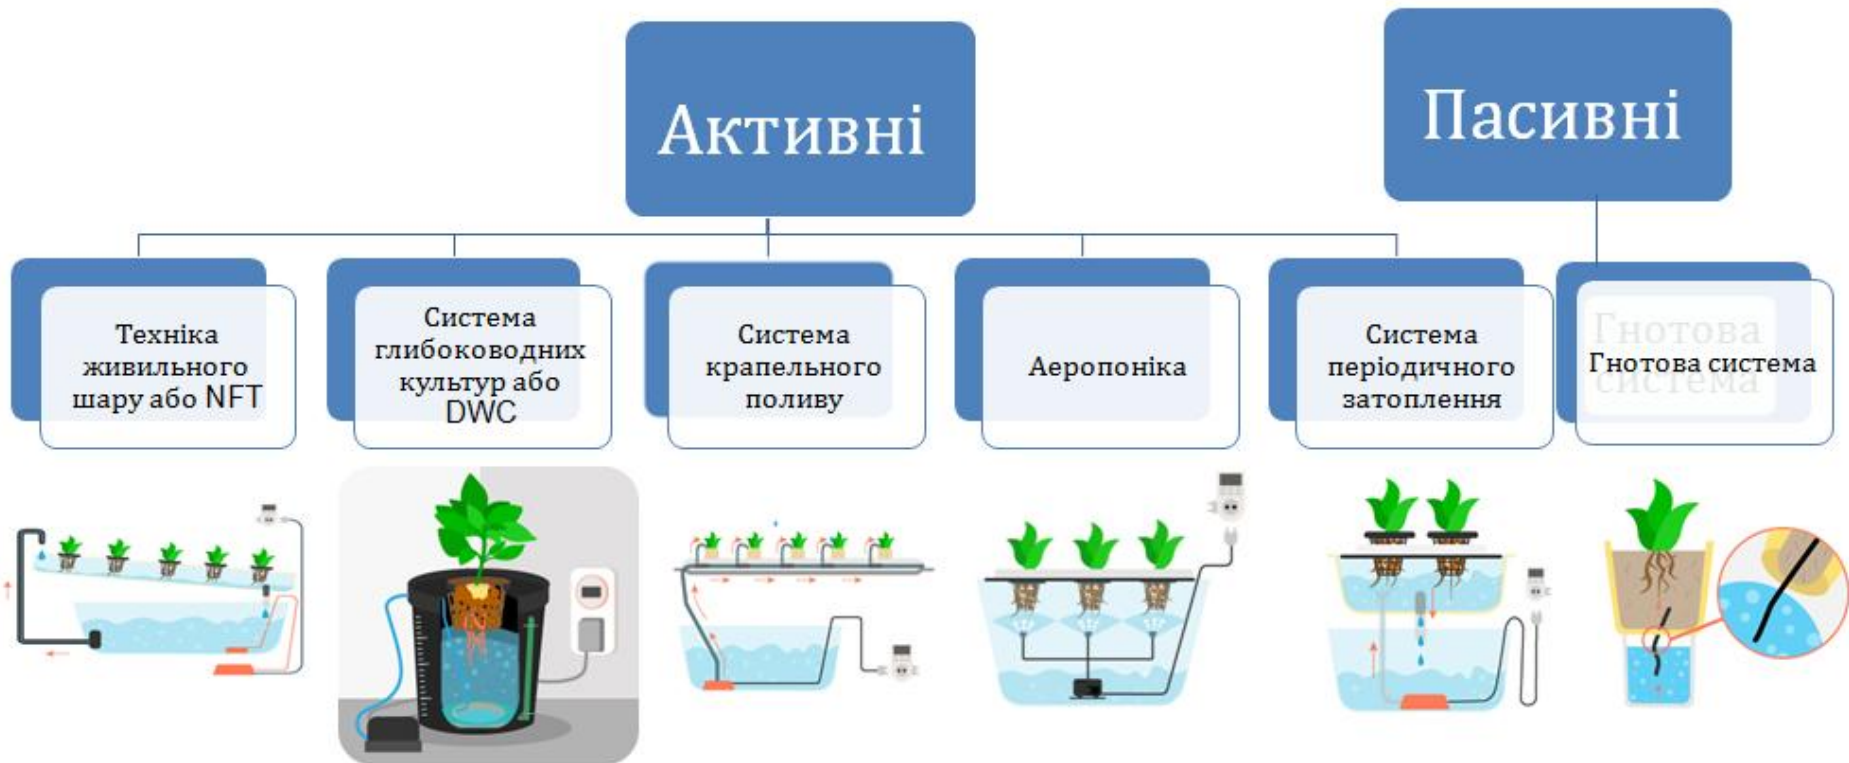 Активні
Пасивні
Техніка
живильного
шару або NFT
Система
глибоководних
культур або
DWC
Система
крапельного
поливу
Аеропоніка
Система
періодичного
затоплення
Гнотова
система
Гнотова система